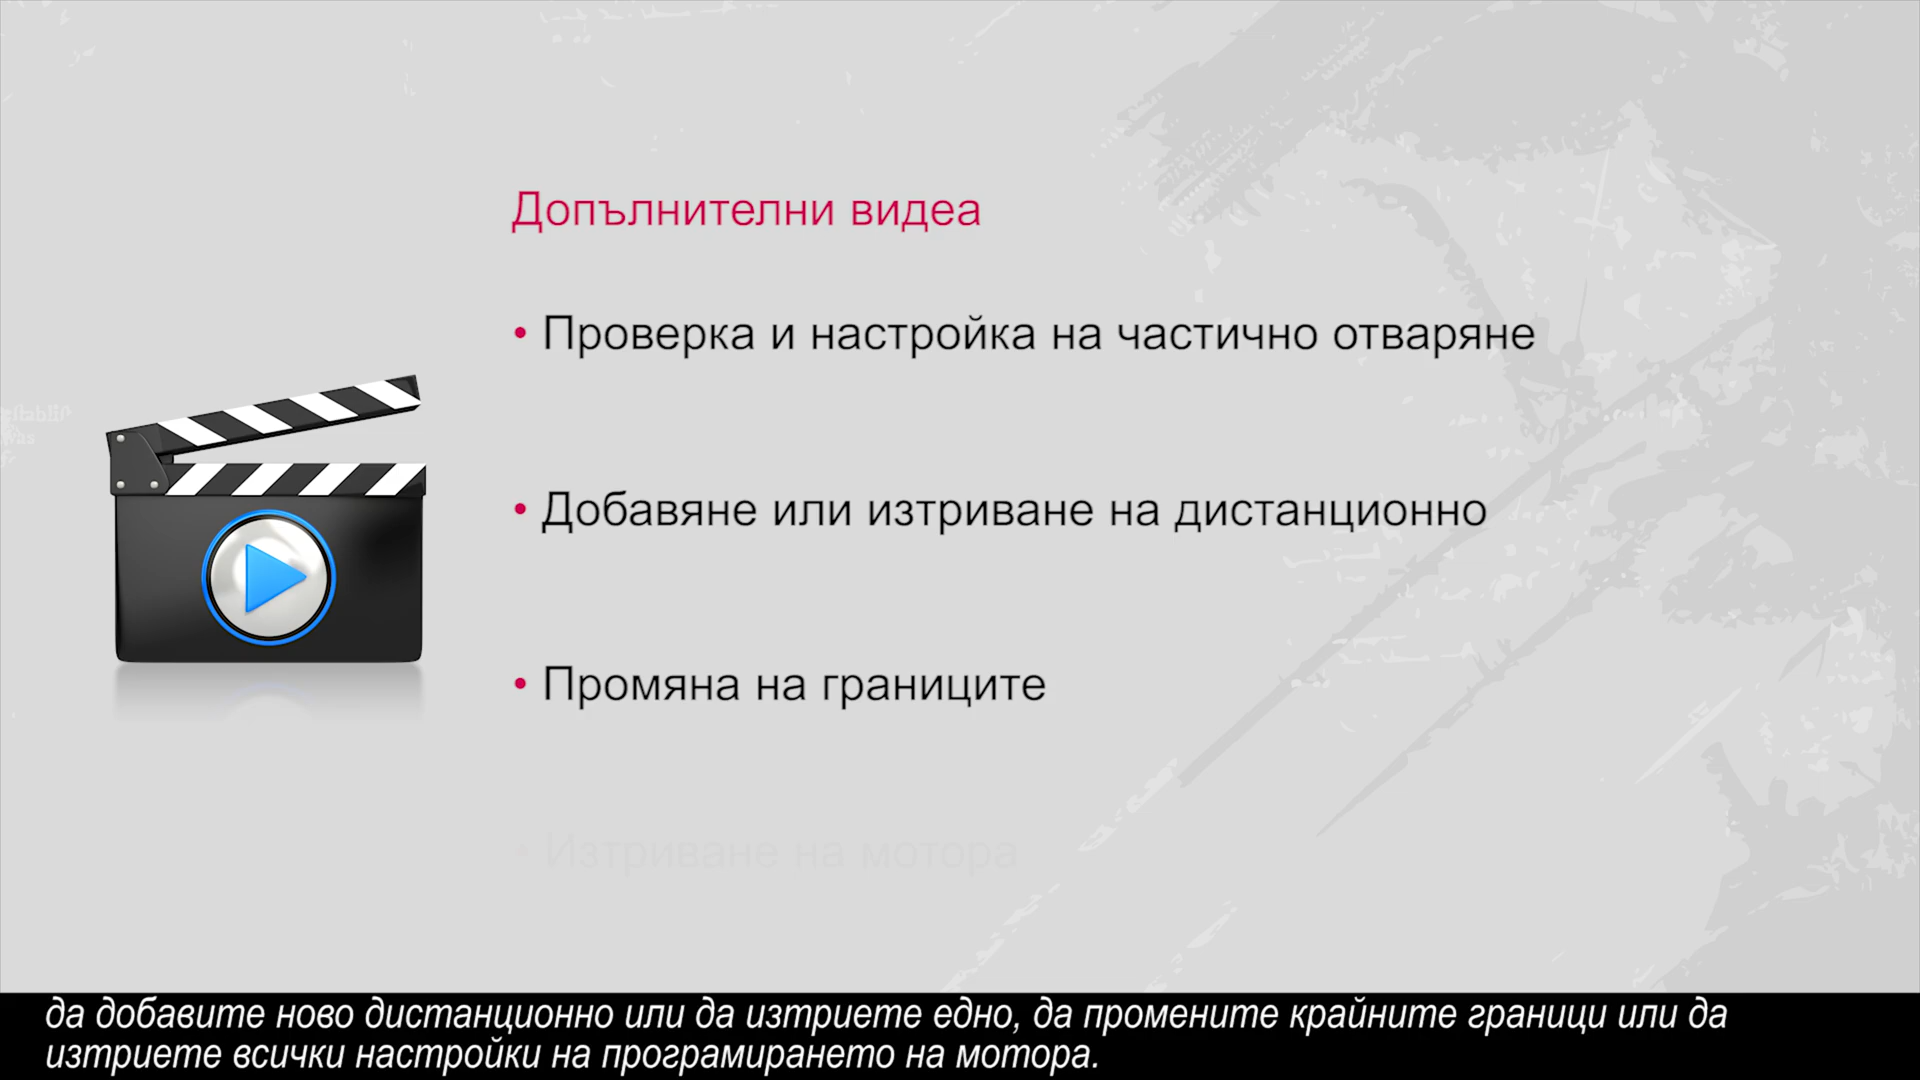 Допълнителни видеа
• Проверка и настройка на частично отваряне
• Добавяне или изтриване на дистанционно
• Промяна на границите
• Изтриване на мотора
да добавите ново дистанционно или да изтриете едно, да промените крайните граници или да
изтриете всички настройки на програмирането на мотора.